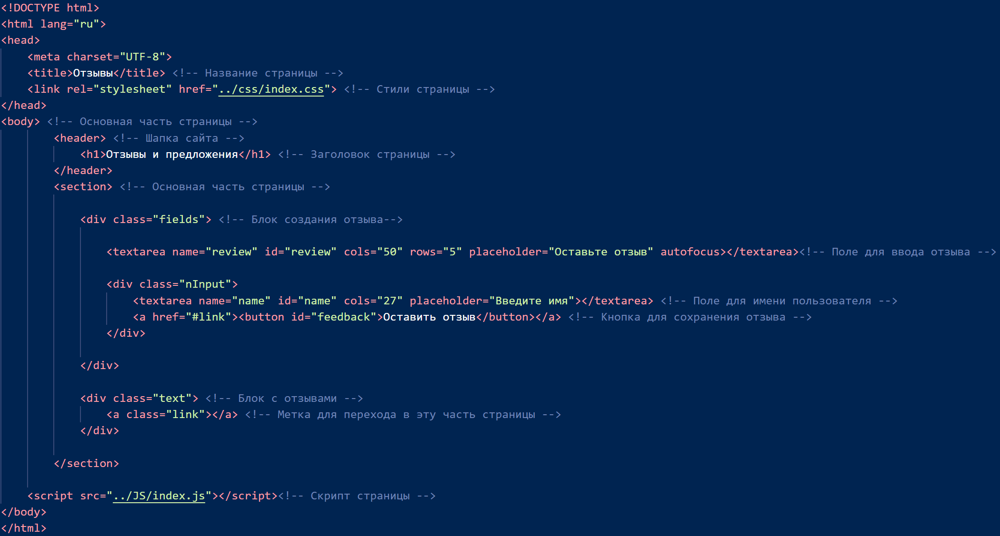 <!DOCTYPE html>
<html lang="ru">
<head>
    <meta charset="UTF-8">
    <title>Отзывы</title> <!-- Название страницы -->
    <link rel="stylesheet" href="../css/index.css"> <!-- Стили страницы -->
</head>
<body> <!-- Основная часть страницы -->
        <header> <!-- Шапка сайта -->
            <h1>Отзывы и предложения</h1> <!-- Заголовок страницы -->
        </header>
        <section> <!-- Основная часть страницы -->
            <div class="fields"> <!-- Блок создания отзыва-->
                <textarea name="review" id="review" cols="50" rows="5" placeholder="Оставьте отзыв" autofocus></textarea><!-- Поле для ввода отзыва -->
                <div class="nInput">
                    <textarea name="name" id="name" cols="27" placeholder="Введите имя"></textarea> <!-- Поле для имени пользователя -->
                    <a href="#link"><button id="feedback">Оставить отзыв</button></a> <!-- Кнопка для сохранения отзыва -->
                </div>
            </div>
            <div class="text"> <!-- Блок с отзывами -->
                <a class="link"></a> <!-- Метка для перехода в эту часть страницы -->
            </div>
        </section>
    <script src="../JS/index.js"></script><!-- Скрипт страницы -->
</body>
</html>